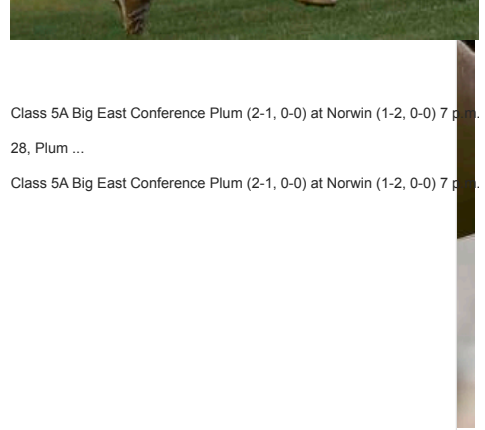 Class 5A Big East Conference Plum (2-1, 0-0) at Norwin (1-2, 0-0) 7 p.m.
28, Plum ...
Class 5A Big East Conference Plum (2-1, 0-0) at Norwin (1-2, 0-0) 7 p.m.